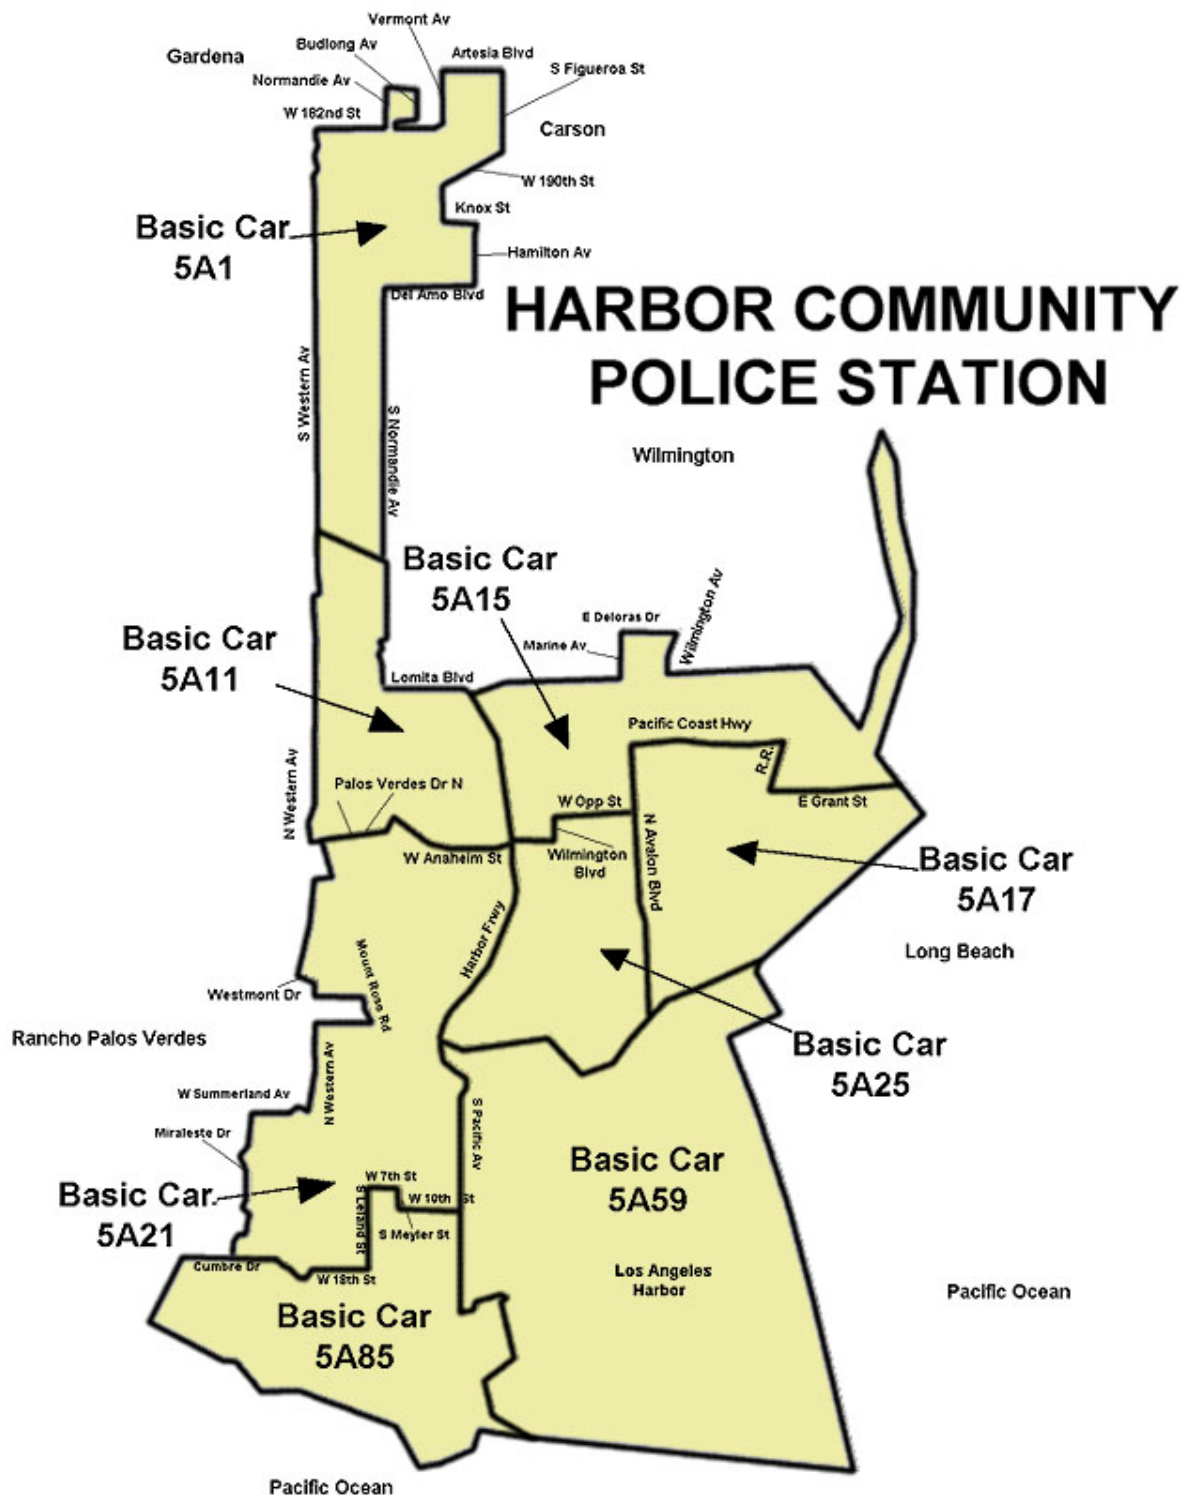 Vermont Av
Budlong Av
Artesia Blvd
Gardena
S Figueroa St
Normandie Av
W 182nd St
Carson
W 190th St
Knox St
Basic Car
5A1
Hamilton Av
Del Amo Blvd
HARBOR COMMUNITY
POLICE STATION
S Western Av
S Normandie Av
Wilmington
Basic Car
5A15
Wilmington Av
E Deloras Dr
Marine Av
Basic Car
5A11
Lomita Blvd
Pacific Coast Hwy
R.R.
N Western Av
Palos Verdes Dr N
W Opp St
E Grant St
W Anaheim St
Wilmington
Blvd
N Avalon Blvd
Basic Car
5A17
Harbor Frwy
Long Beach
Mount Rose Rd
Westmont Dr
Rancho Palos Verdes
Basic Car
5A25
N Western Av
W Summerland Av
Miraleste Dr
S Pacific Av
Basic Car
5A59
W 7th St
Basic Car
5A21
S Leland St
W 10th St
S Meyler St
Cumbre Dr
W 18th St
Los Angeles
Harbor
Pacific Ocean
Basic Car
5A85
Pacific Ocean